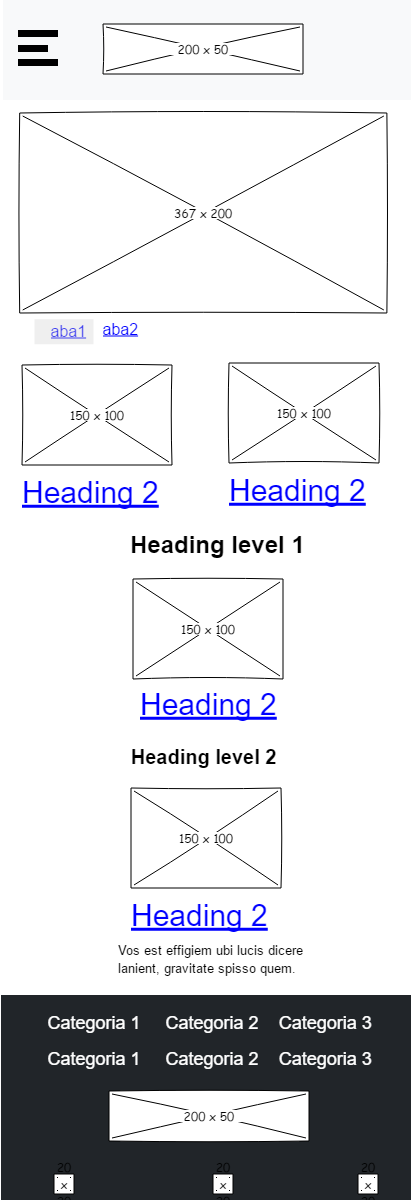 200 x 50
367 x 200
aba1 aba2
150 x 100 150 x 100
Heading 2 Heading 2
Heading level 1
150 x 100
Heading 2
Heading level 2
150 x 100
Heading 2
Vos est effigiem ubi lucis dicere
lanient, gravitate spisso quem.
Categoria 1 Categoria 2 Categoria 3
Categoria 1 Categoria 2 Categoria 3
200 x 50
20 20 20
x x x